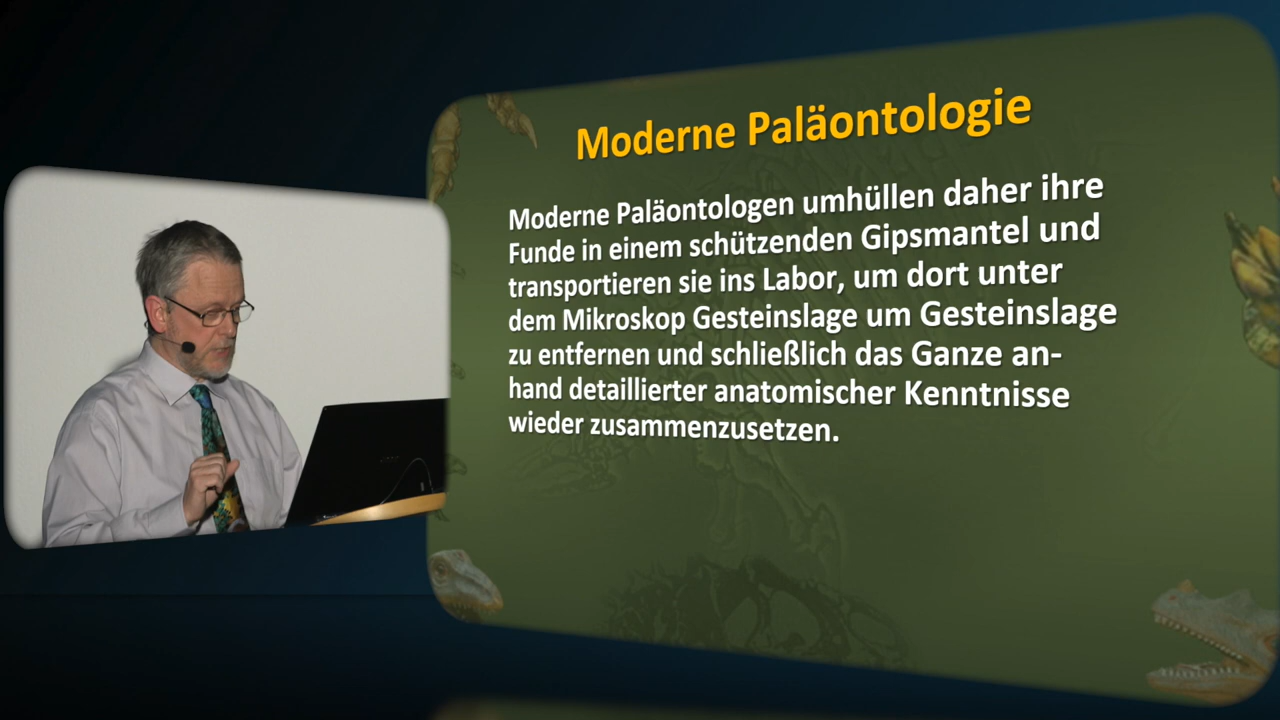 Moderne Paläontologie
Moderne Paläontologen umhüllen daher ihre
Funde in einem schützenden Gipsmantel und
transportieren sie ins Labor, um dort unter
dem Mikroskop Gesteinslage um Gesteinslage
zu entfernen und schließlich das Ganze an-
hand detaillierter anatomischer Kenntnisse
wieder zusammenzusetzen.